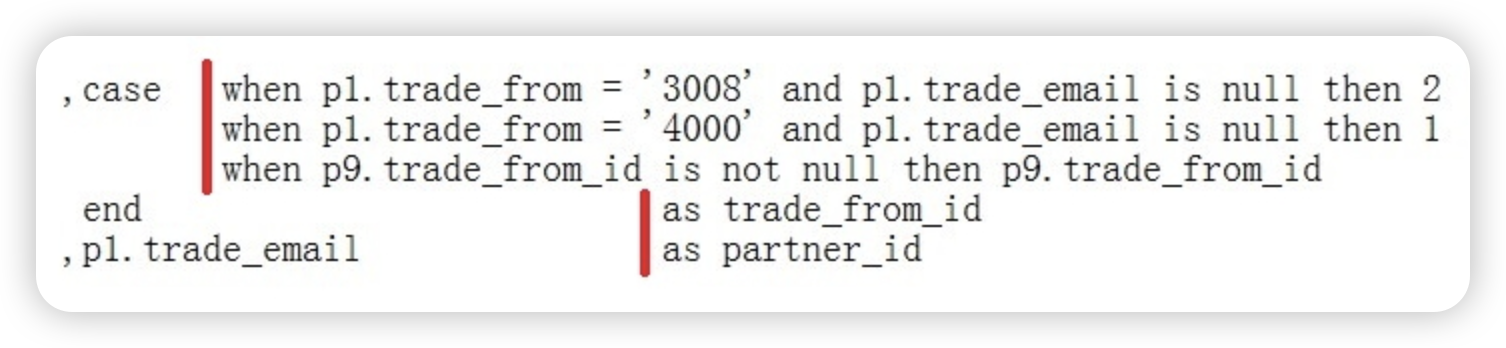 ,case  when p1.trade_from = '3008' and p1.trade_email is null then 2
when p1.trade_from = '4000' and p1.trade_email is null then 1
when p9.trade_from_id is not null then p9.trade_from_id
end as trade_from_id
,p1.trade_email as partner_id